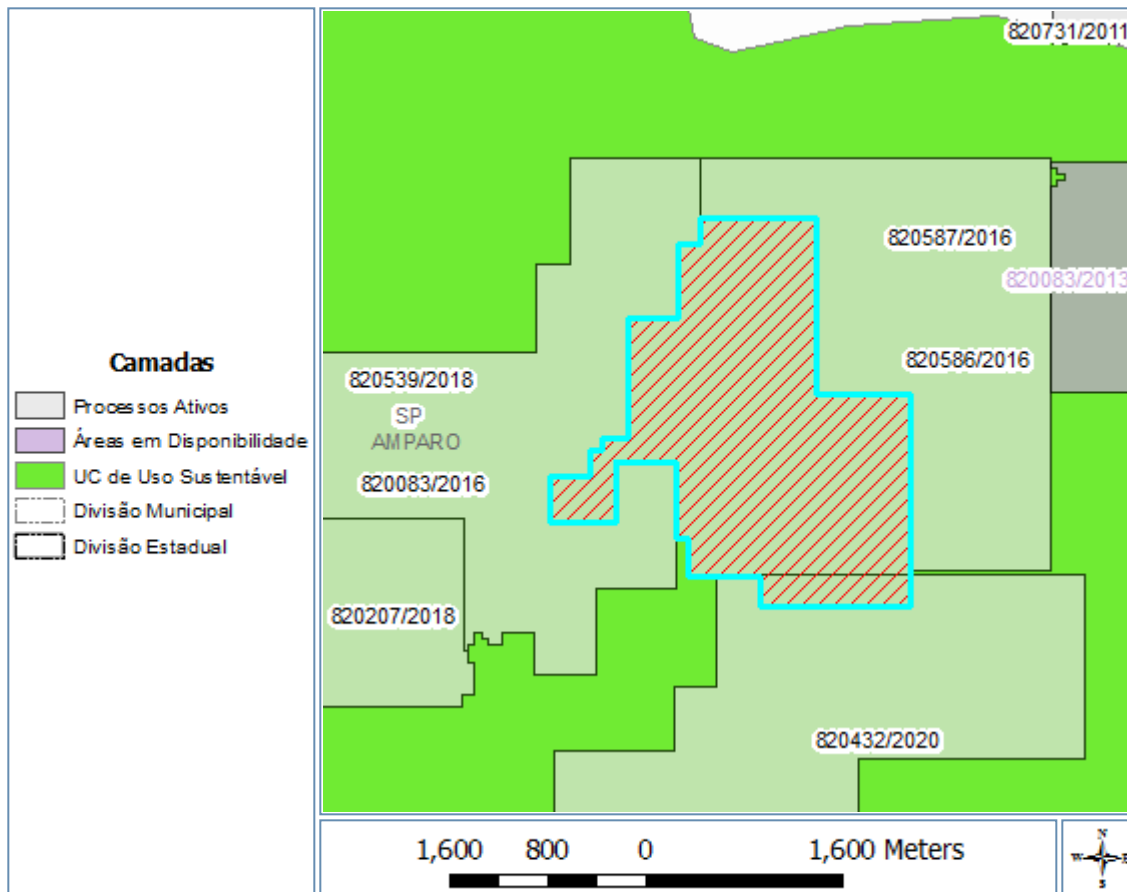 Camadas
Processos Ativos
Áreas em Disponibilidade
UC de Uso Sustentável
Divisão Municipal
Divisão Estadual
820731/2011
820587/2016
820083/2013
820586/2016
820539/2018
SP
AMPARO
820083/2016
820207/2018
820432/2020
1,600 800 0 1,600 Meters
N
W E
S